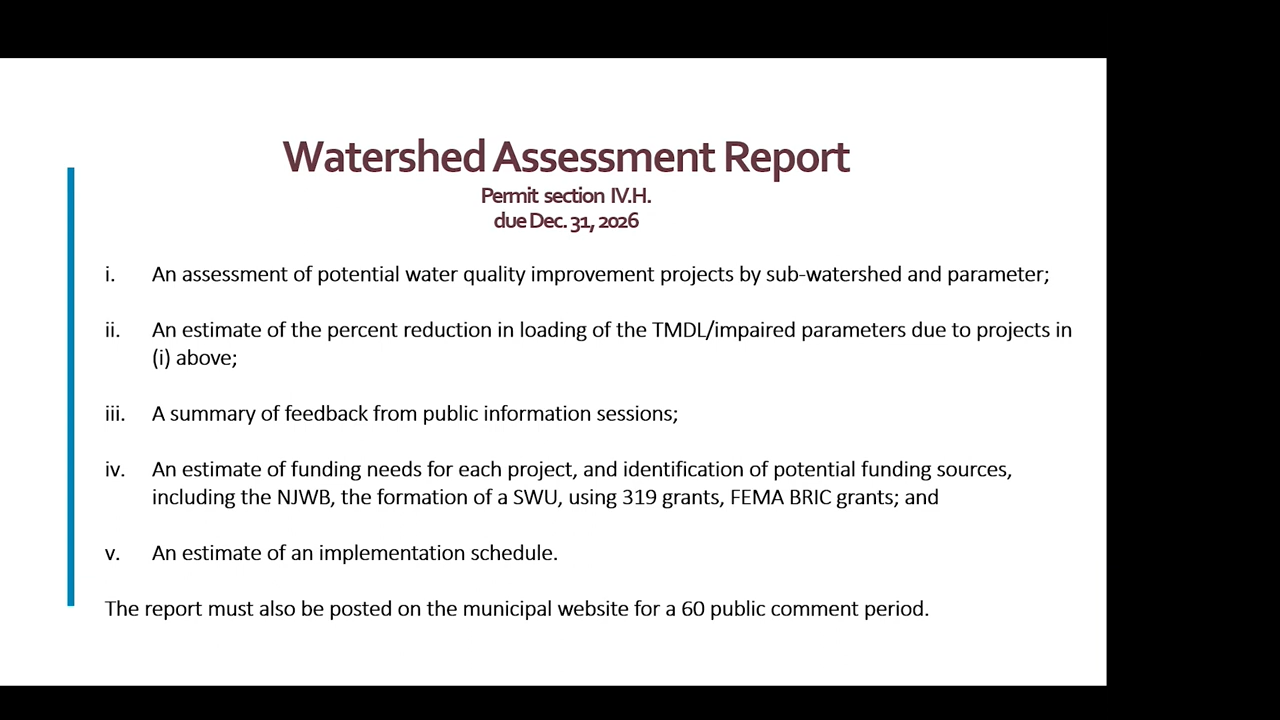 Watershed Assessment Report
Permit section IV.H.
due Dec. 31, 2026
i. An assessment of potential water quality improvement projects by sub-watershed and parameter;
ii. An estimate of the percent reduction in loading of the TMDL/impaired parameters due to projects in
(i) above;
iii. A summary of feedback from public information sessions;
iv. An estimate of funding needs for each project, and identification of potential funding sources,
including the NJWB, the formation of a SWU, using 319 grants, FEMA BRIC grants; and
v. An estimate of an implementation schedule.
The report must also be posted on the municipal website for a 60 public comment period.